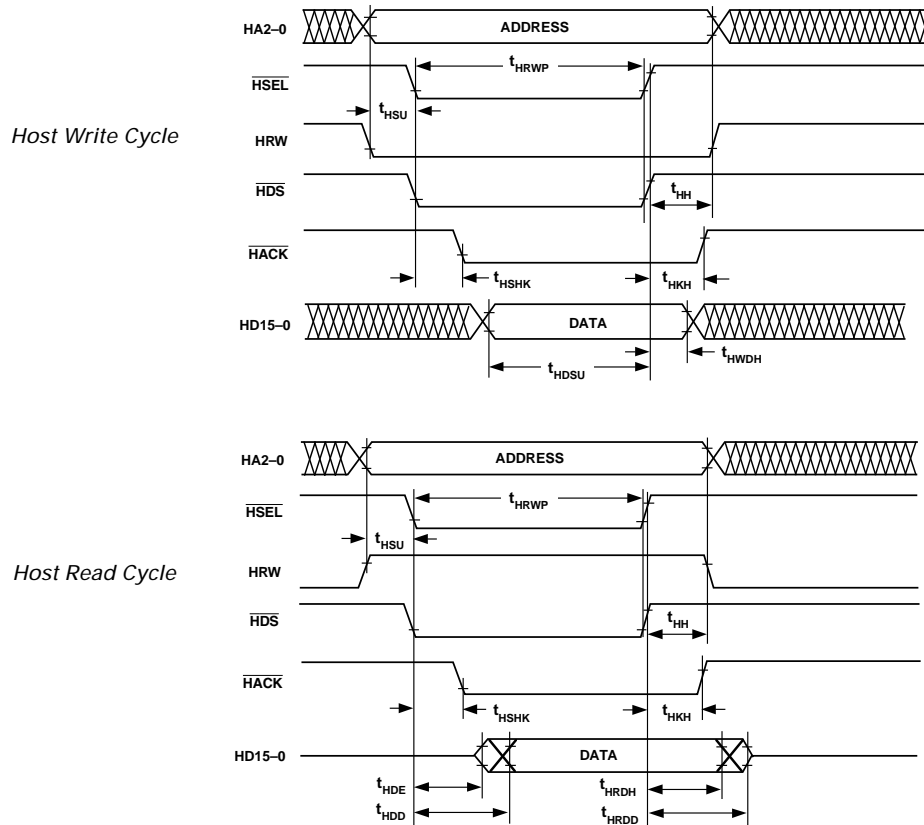 HA2–0
ADDRESS
tHRWP
HSEL
tHSU
Host Write Cycle
HRW
HDS
tHH
HACK
tHSHK
tHKH
HD15–0
DATA
tHWDH
tHDSU
HA2–0
ADDRESS
tHRWP
HSEL
tHSU
Host Read Cycle
HRW
HDS
tHH
HACK
tHSHK
tHKH
HD15–0
DATA
tHDE
tHRDH
tHDD
tHRDD